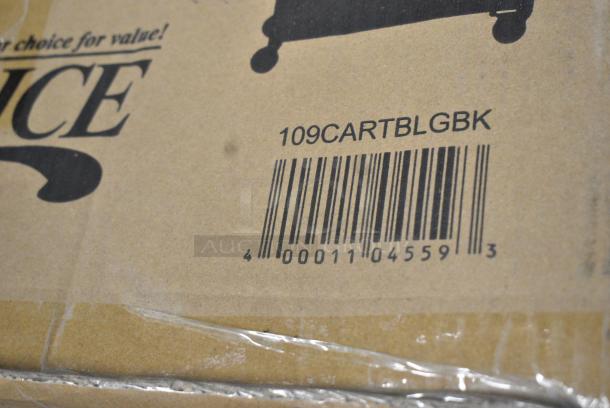 choice for value!
ICE
109CARTBLGBK
4 00011 04559 3